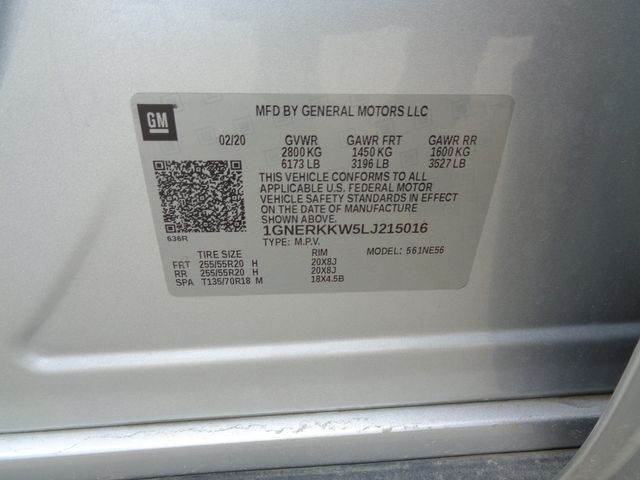 GM
MFD BY GENERAL MOTORS LLC
02/20 GVWR GAWR FRT GAWR RR
2800 KG 1450 KG 1600 KG
6173 LB 3196 LB 3527 LB
THIS VEHICLE CONFORMS TO ALL
APPLICABLE U.S. FEDERAL MOTOR
VEHICLE SAFETY STANDARDS IN EFFECT
ON THE DATE OF MANUFACTURE
SHOWN ABOVE.
1GNERKKW5LJ215016
636R
TYPE: M.P.V. MODEL: 561NE56
TIRE SIZE RIM
FRT 255/55R20 H 20X8J
RR 255/55R20 H 20X8J
SPA T135/70R18 M 18X4.5B